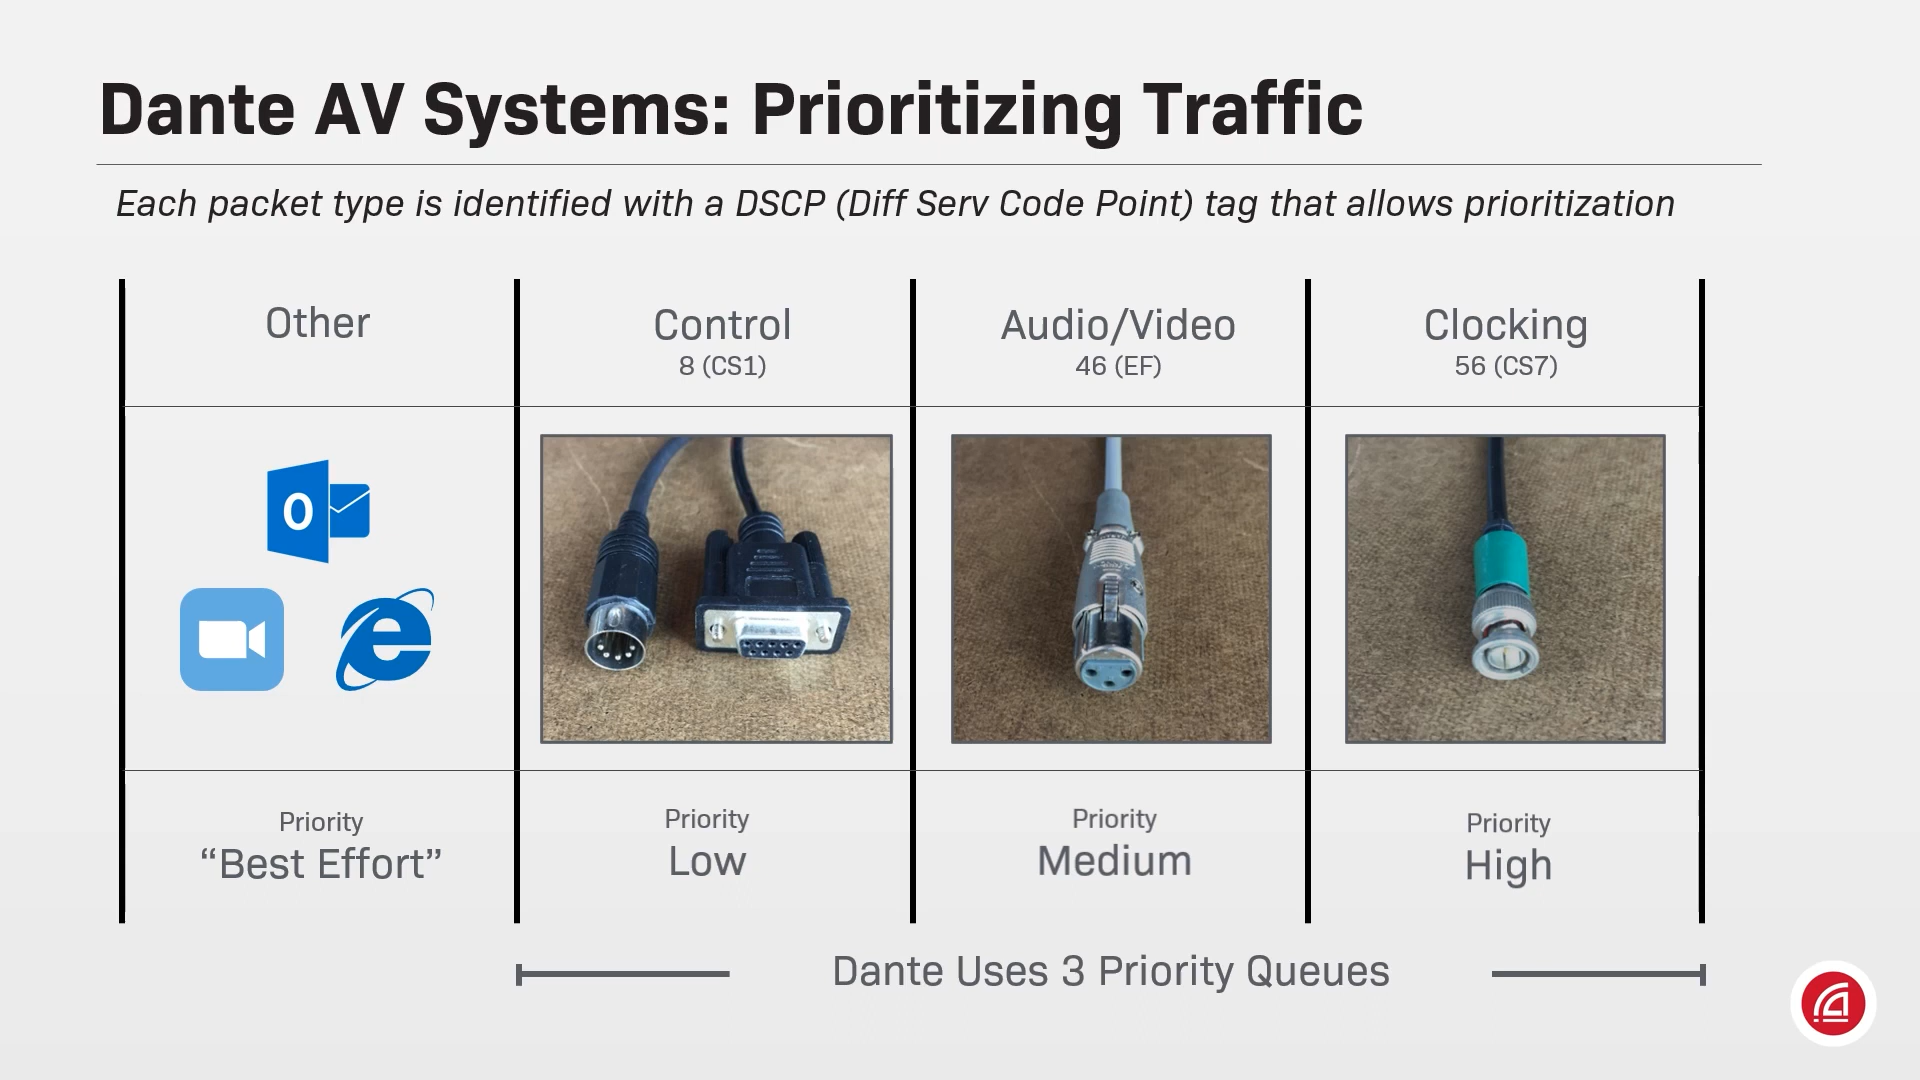 Dante AV Systems: Prioritizing Traffic
Each packet type is identified with a DSCP (Diff Serv Code Point) tag that allows prioritization
Other
Control
8 (CS1)
Audio/Video
46 (EF)
Clocking
56 (CS7)
O
e
Priority
“Best Effort”
Priority
Low
Priority
Medium
Priority
High
Dante Uses 3 Priority Queues